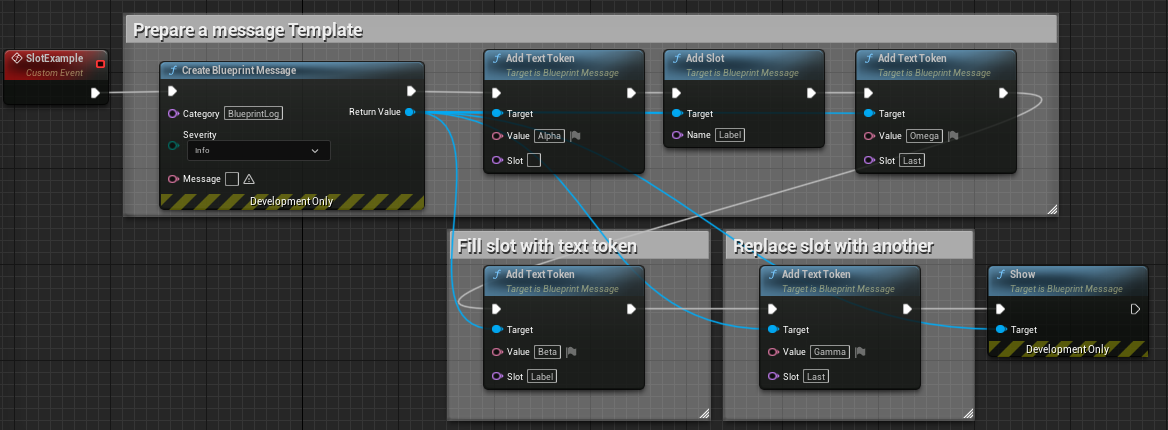 Prepare a message Template
SlotExample
Custom Event
Create Blueprint Message
Category BlueprintLog
Return Value
Severity
Info
Message
Development Only
Add Text Token
Target is Blueprint Message
Target
Value Alpha
Slot
Add Slot
Target is Blueprint Message
Target
Name Label
Add Text Token
Target is Blueprint Message
Target
Value Omega
Slot Last
Fill slot with text token
Add Text Token
Target is Blueprint Message
Target
Value Beta
Slot Label
Replace slot with another
Add Text Token
Target is Blueprint Message
Target
Value Gamma
Slot Last
Show
Target is Blueprint Message
Target
Development Only